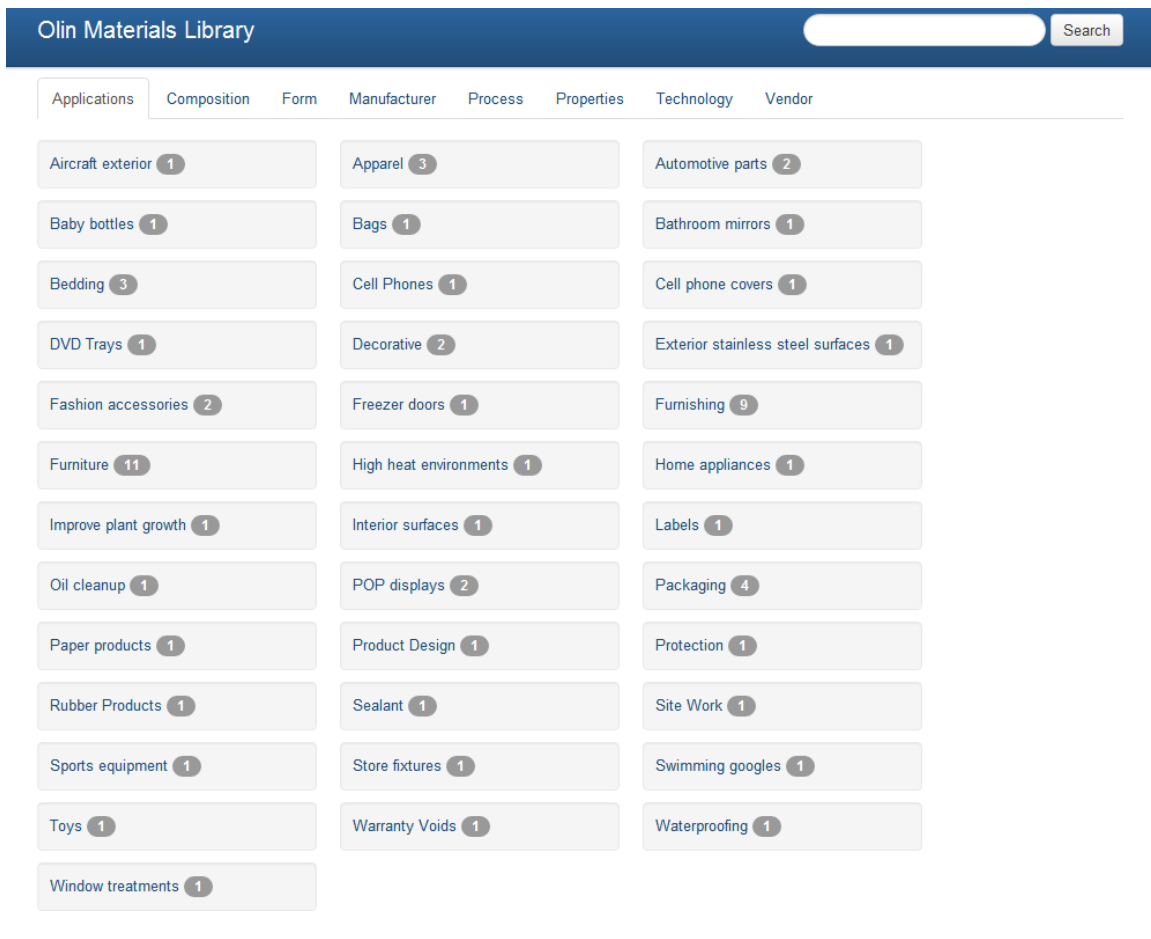 Olin Materials Library Search
Applications Composition Form Manufacturer Process Properties Technology Vendor
Aircraft exterior 1 Apparel 3 Automotive parts 2
Baby bottles 1 Bags 1 Bathroom mirrors 1
Bedding 3 Cell Phones 1 Cell phone covers 1
DVD Trays 1 Decorative 2 Exterior stainless steel surfaces 1
Fashion accessories 2 Freezer doors 1 Furnishing 9
Furniture 11 High heat environments 1 Home appliances 1
Improve plant growth 1 Interior surfaces 1 Labels 1
Oil cleanup 1 POP displays 2 Packaging 4
Paper products 1 Product Design 1 Protection 1
Rubber Products 1 Sealant 1 Site Work 1
Sports equipment 1 Store fixtures 1 Swimming googles 1
Toys 1 Warranty Voids 1 Waterproofing 1
Window treatments 1